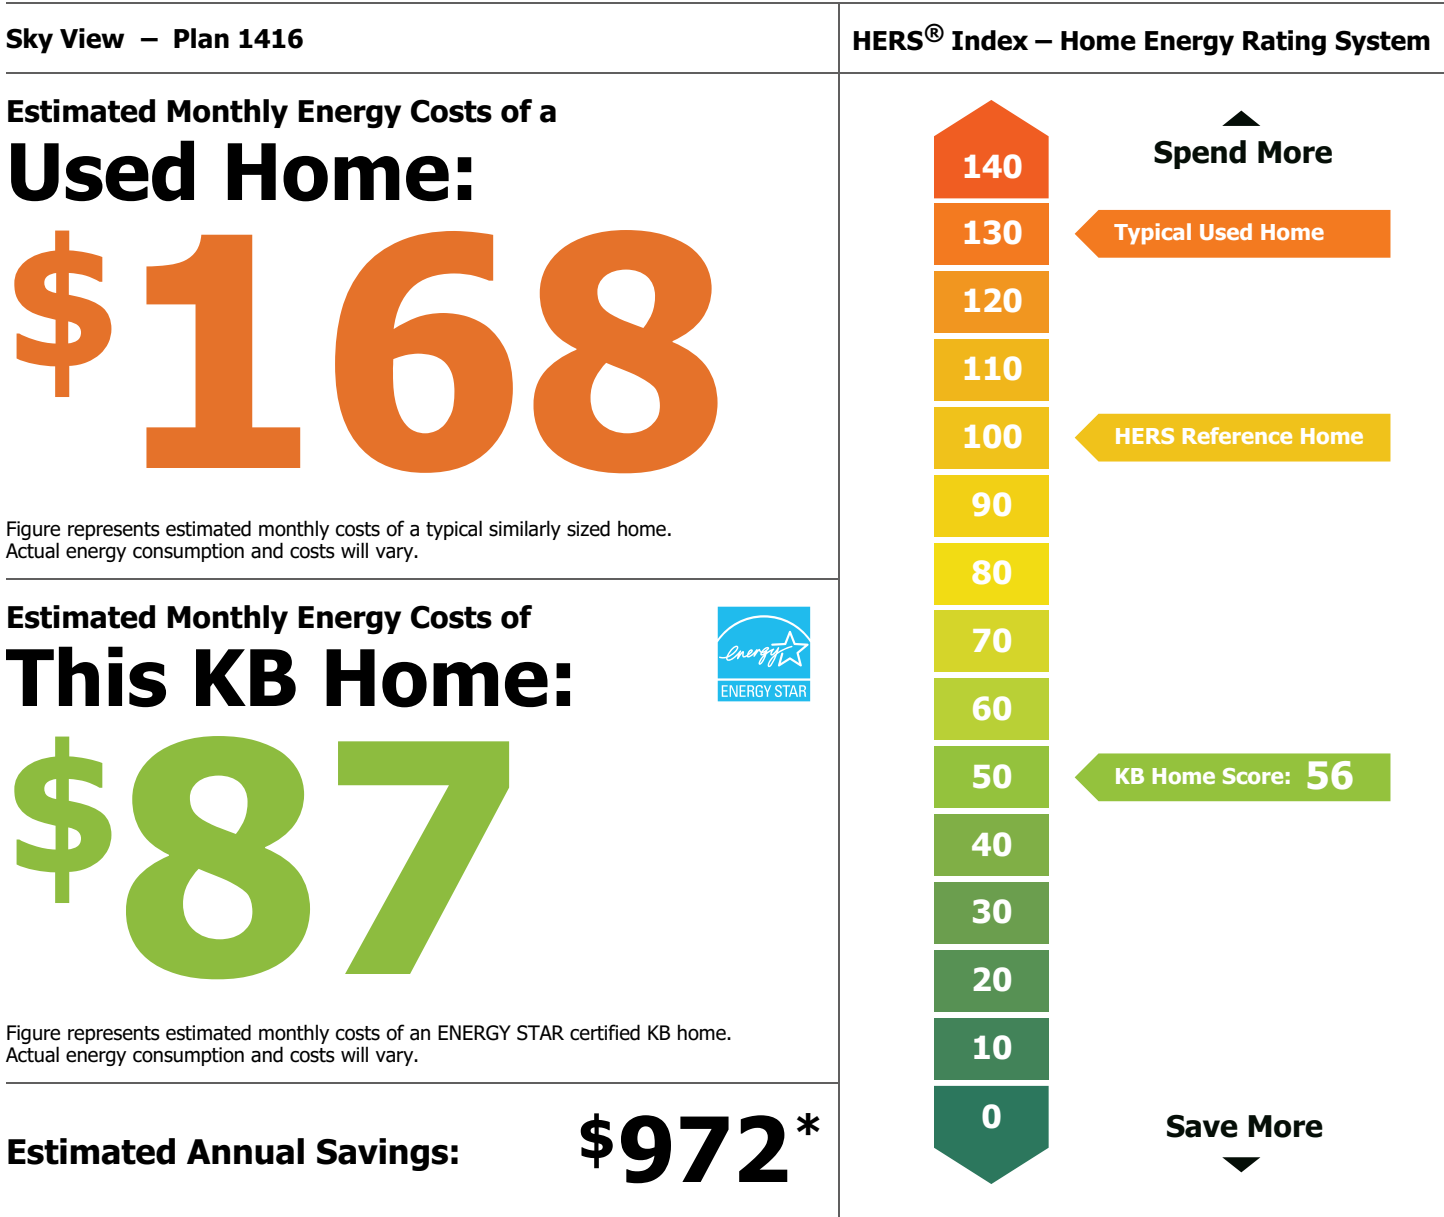 Sky View – Plan 1416
Estimated Monthly Energy Costs of a
Used Home:
$168
Figure represents estimated monthly costs of a typical similarly sized home.
Actual energy consumption and costs will vary.
Estimated Monthly Energy Costs of
This KB Home:
energy
ENERGY STAR
$87
Figure represents estimated monthly costs of an ENERGY STAR certified KB home.
Actual energy consumption and costs will vary.
Estimated Annual Savings: $972*
HERS® Index – Home Energy Rating System
Spend More
140
130 Typical Used Home
120
110
100 HERS Reference Home
90
80
70
60
50 KB Home Score: 56
40
30
20
10
0
Save More